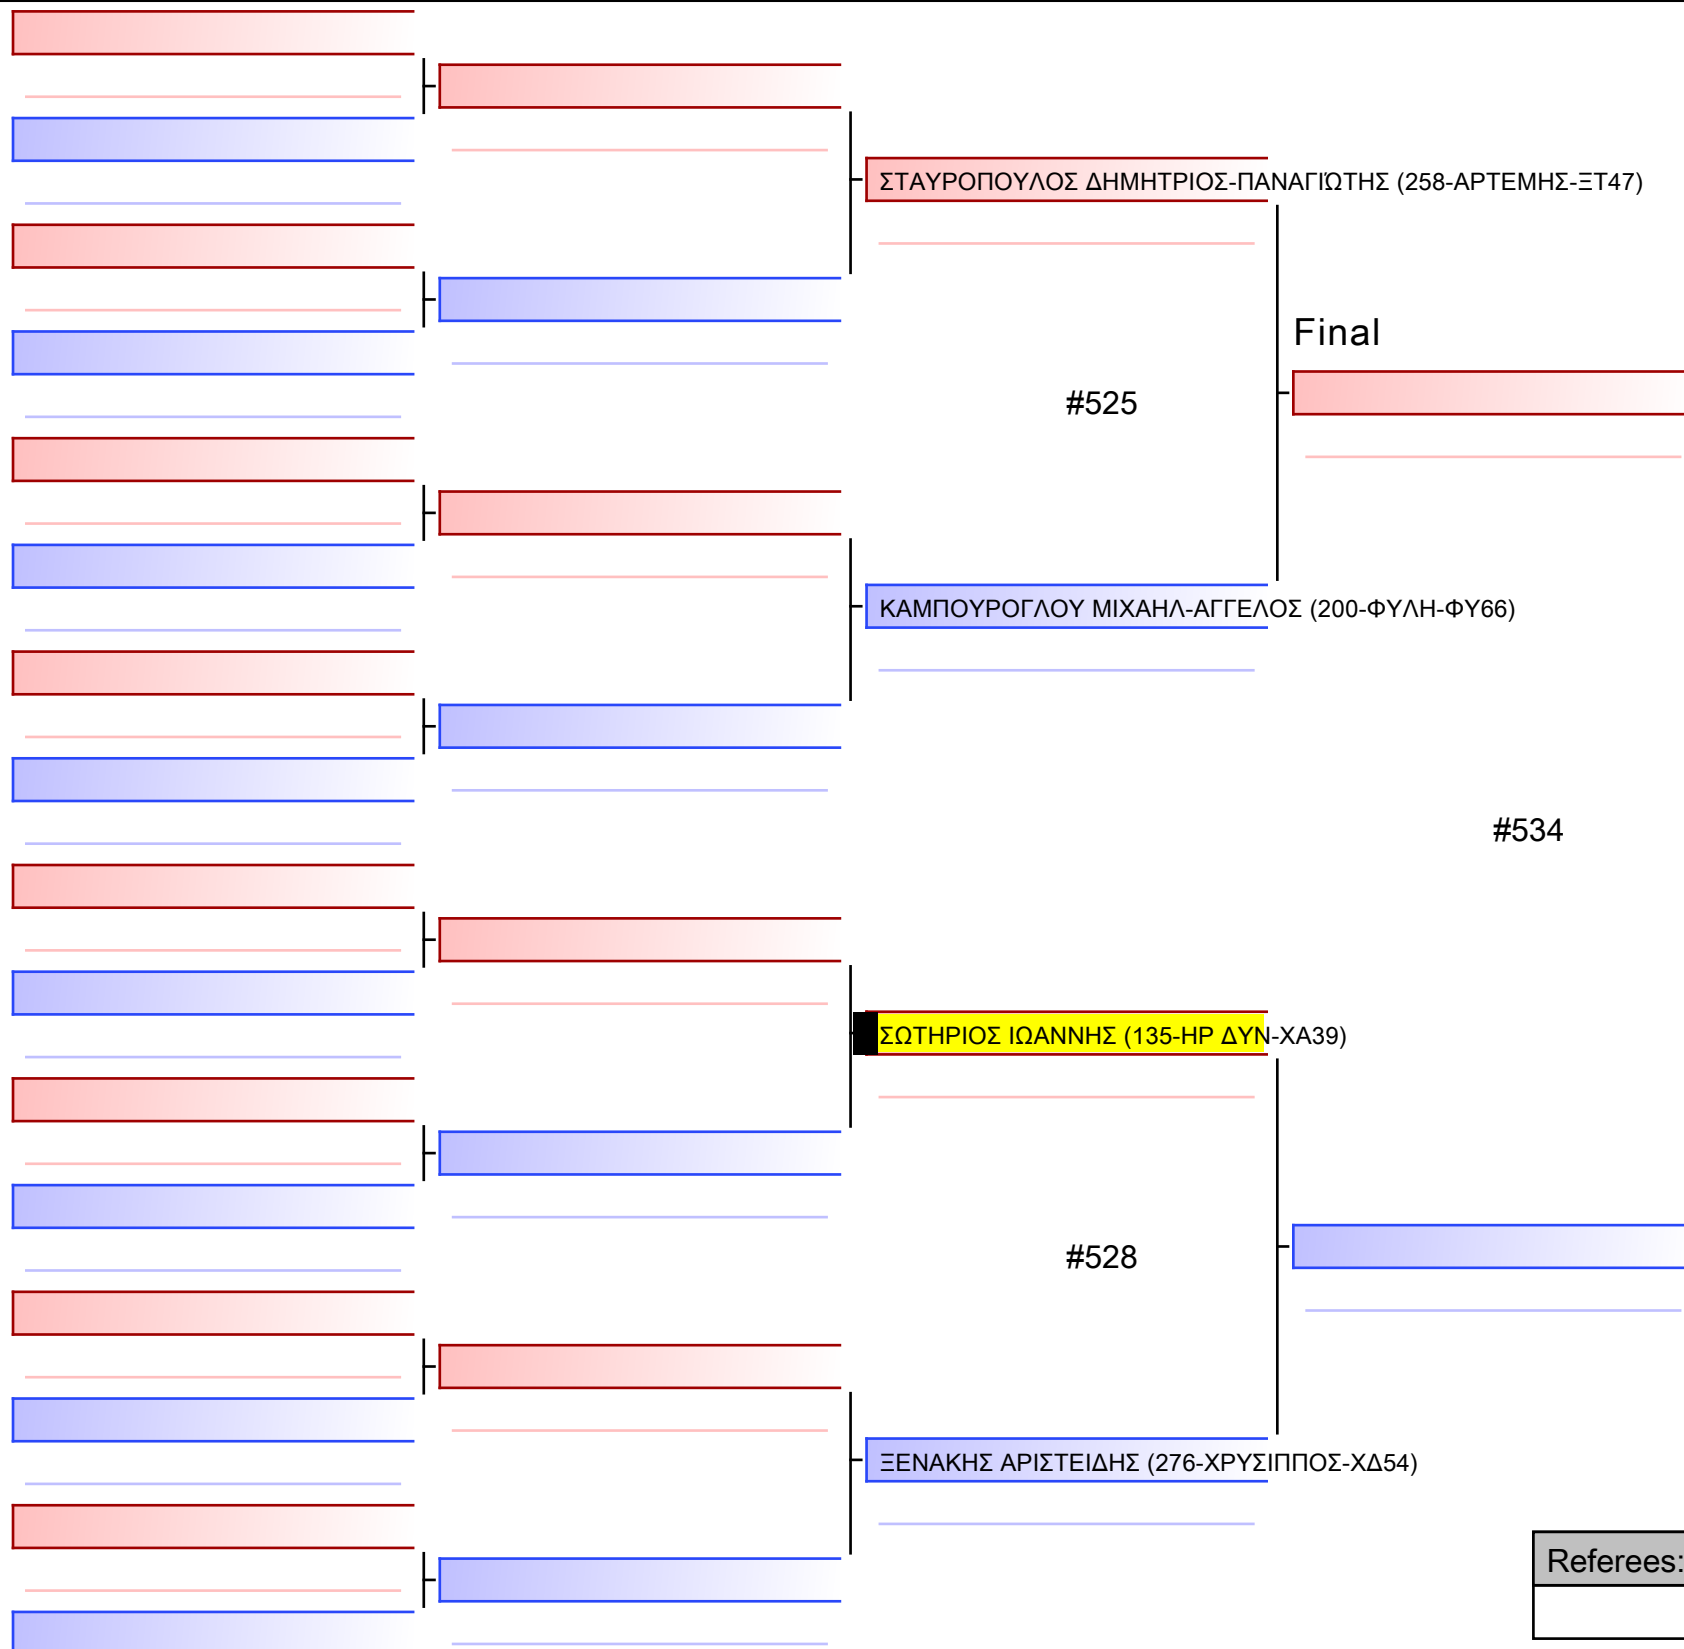 ΣΤΑΥΡΟΠΟΥΛΟΣ ΔΗΜΗΤΡΙΟΣ-ΠΑΝΑΓΙΏΤΗΣ (258-ΑΡΤΕΜΗΣ-ΞΤ47)
Final
#525
ΚΑΜΠΟΥΡΟΓΛΟΥ ΜΙΧΑΗΛ-ΑΓΓΕΛΟΣ (200-ΦΥΛΗ-ΦΥ66)
#534
ΣΩΤΗΡΙΟΣ ΙΩΑΝΝΗΣ (135-ΗΡ ΔΥΝ-ΧΑ39)
#528
ΞΕΝΑΚΗΣ ΑΡΙΣΤΕΙΔΗΣ (276-ΧΡΥΣΙΠΠΟΣ-ΧΔ54)
Referees: